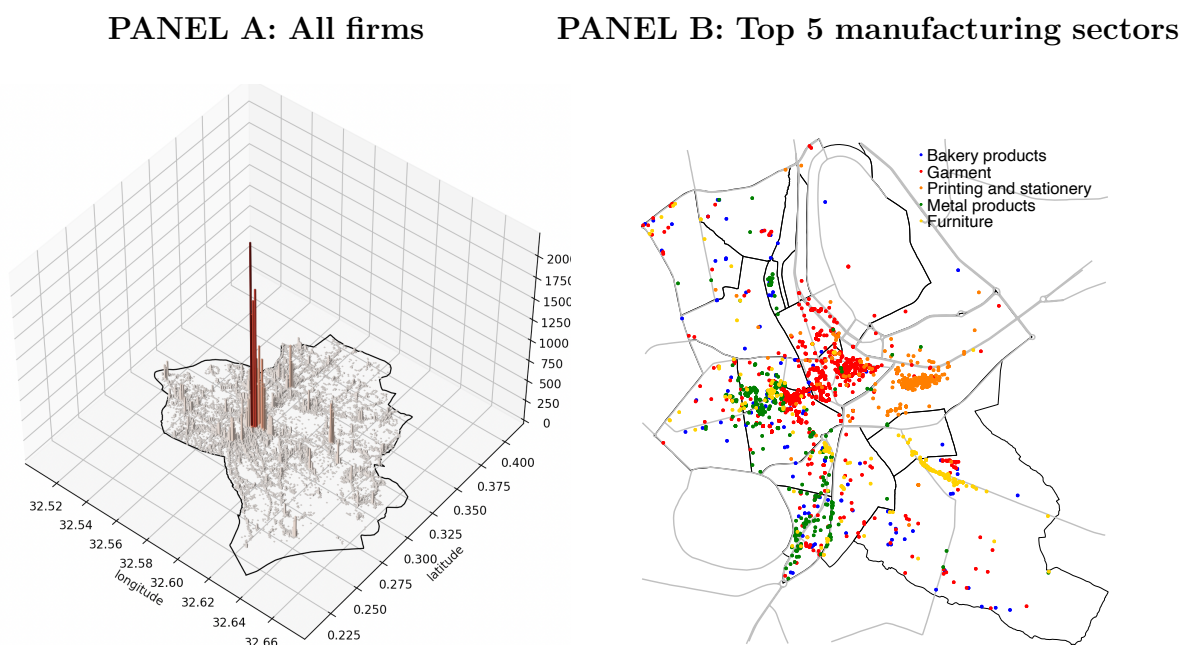 PANEL A: All firms
PANEL B: Top 5 manufacturing sectors
Bakery products
Garment
Printing and stationery
Metal products
Furniture
2000
1750
1500
1250
1000
750
500
250
0
0.400
0.375
0.350
0.325
0.300
0.275
0.250
0.225
latitude
32.52
32.54
32.56
32.58
32.60
32.62
32.64
32.66
longitude